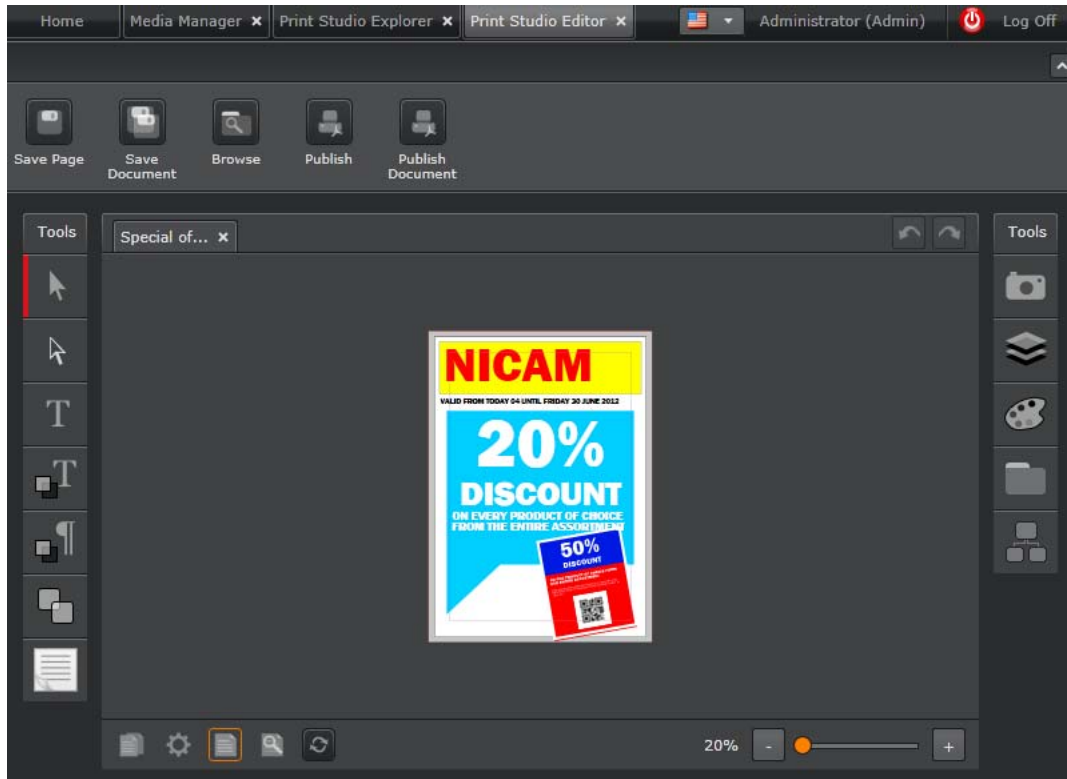 Home
Media Manager ×
Print Studio Explorer ×
Print Studio Editor ×
Administrator (Admin)
Log Off
Save Page
Save
Document
Browse
Publish
Publish
Document
Tools
Special of... ×
Tools
T
T
¶
NICAM
VALID FROM TODAY 04 UNTIL FRIDAY 30 JUNE 2012
20%
DISCOUNT
ON EVERY PRODUCT OF CHOICE
FROM THE ENTIRE ASSORTMENT
50%
DISCOUNT
20%
-
+